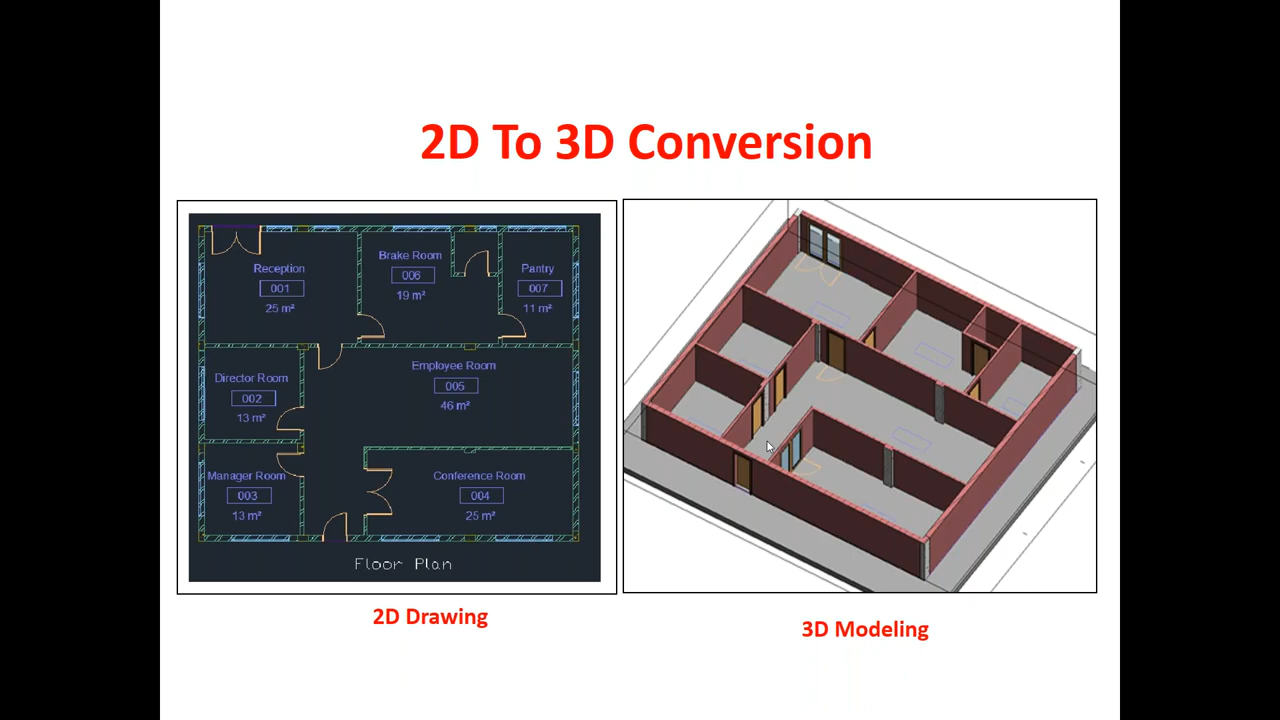 2D To 3D Conversion
Reception
001
25 m²
Brake Room
006
19 m²
Pantry
007
11 m²
Director Room
002
13 m²
Employee Room
005
46 m²
Manager Room
003
13 m²
Conference Room
004
25 m²
Floor Plan
2D Drawing
3D Modeling